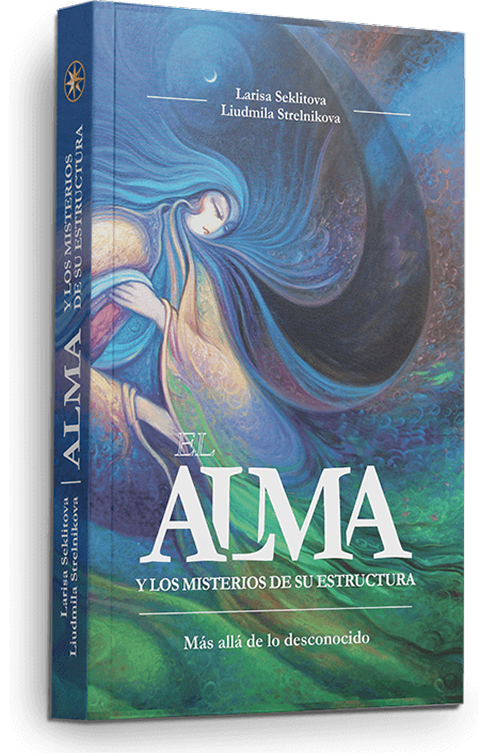 Larisa Seklitova
Liudmila Strelnikova
EL
ALMA
Y LOS MISTERIOS DE SU ESTRUCTURA
Más allá de lo desconocido
Larisa Seklitova
Liudmila Strelnikova
ALMA
Y LOS MISTERIOS
DE SU ESTRUCTURA